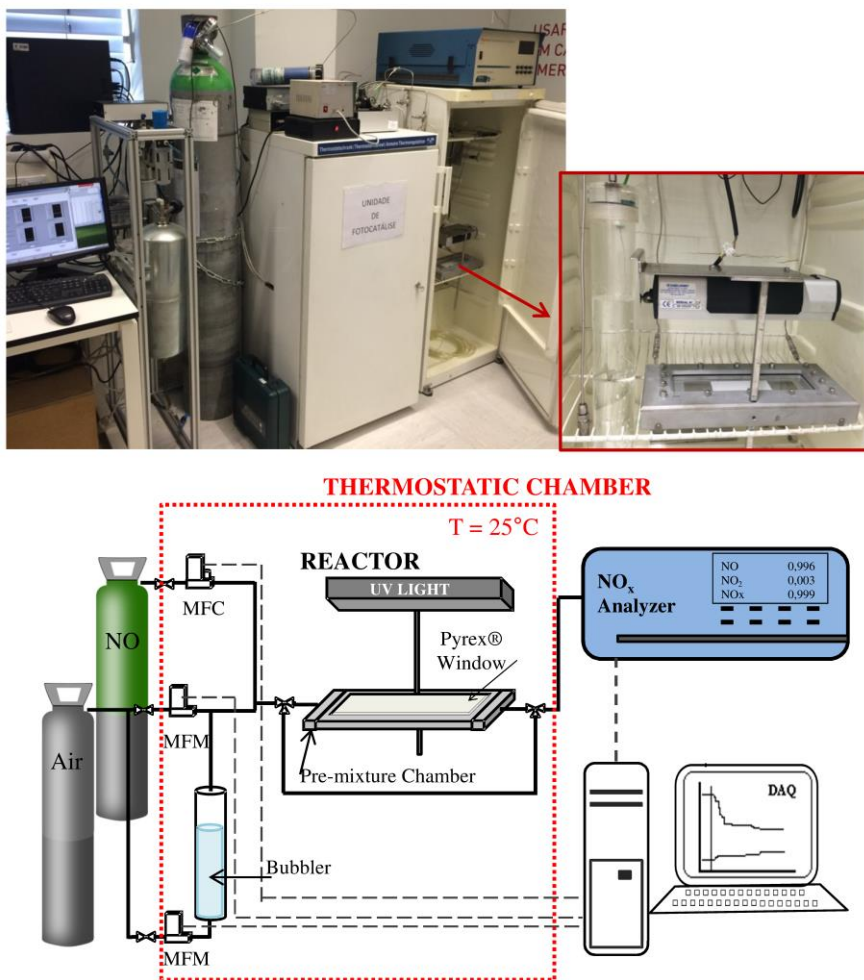 USAR
M CA
MER
UNIDADE
DE
FOTOCATÁLISE
THERMOSTATIC CHAMBER
T = 25°C
REACTOR
UV LIGHT
MFC
NO
Pyrex®
Window
NOx
Analyzer
NO 0,996
NO2 0,003
NOx 0,999
MFM
Air
Pre-mixture Chamber
DAQ
Bubbler
MFM